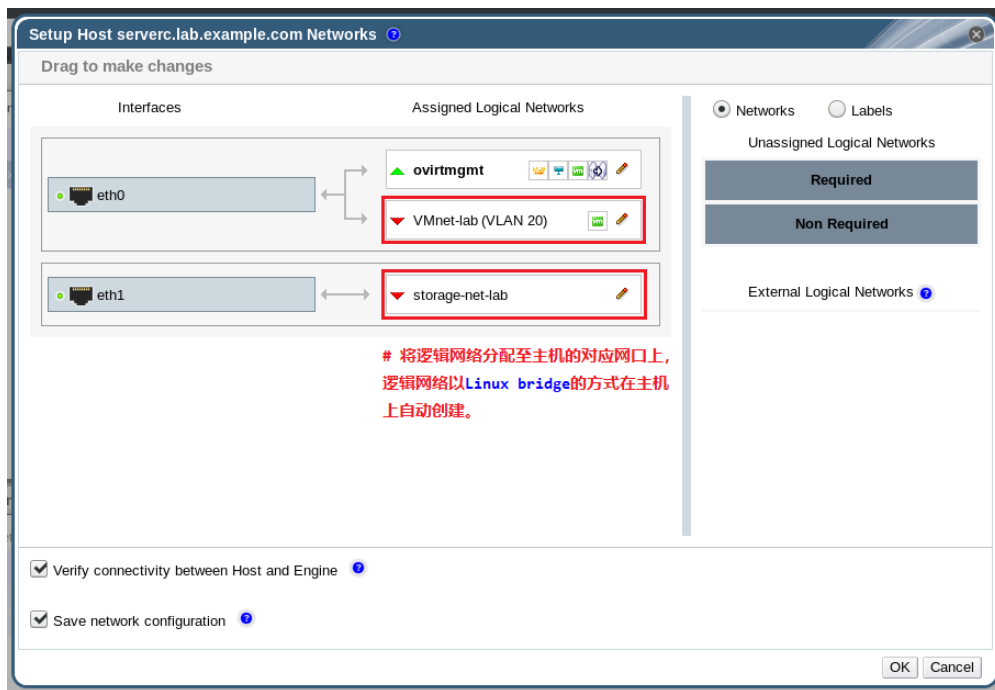 Setup Host serverc.lab.example.com Networks
Drag to make changes
Interfaces
Assigned Logical Networks
Networks
Labels
Unassigned Logical Networks
Required
Non Required
External Logical Networks
eth0
ovirtmgmt
vm
VMnet-lab (VLAN 20)
vm
eth1
storage-net-lab
# 将逻辑网络分配至主机的对应网口上,
逻辑网络以Linux bridge的方式在主机
上自动创建。
Verify connectivity between Host and Engine
Save network configuration
OK
Cancel